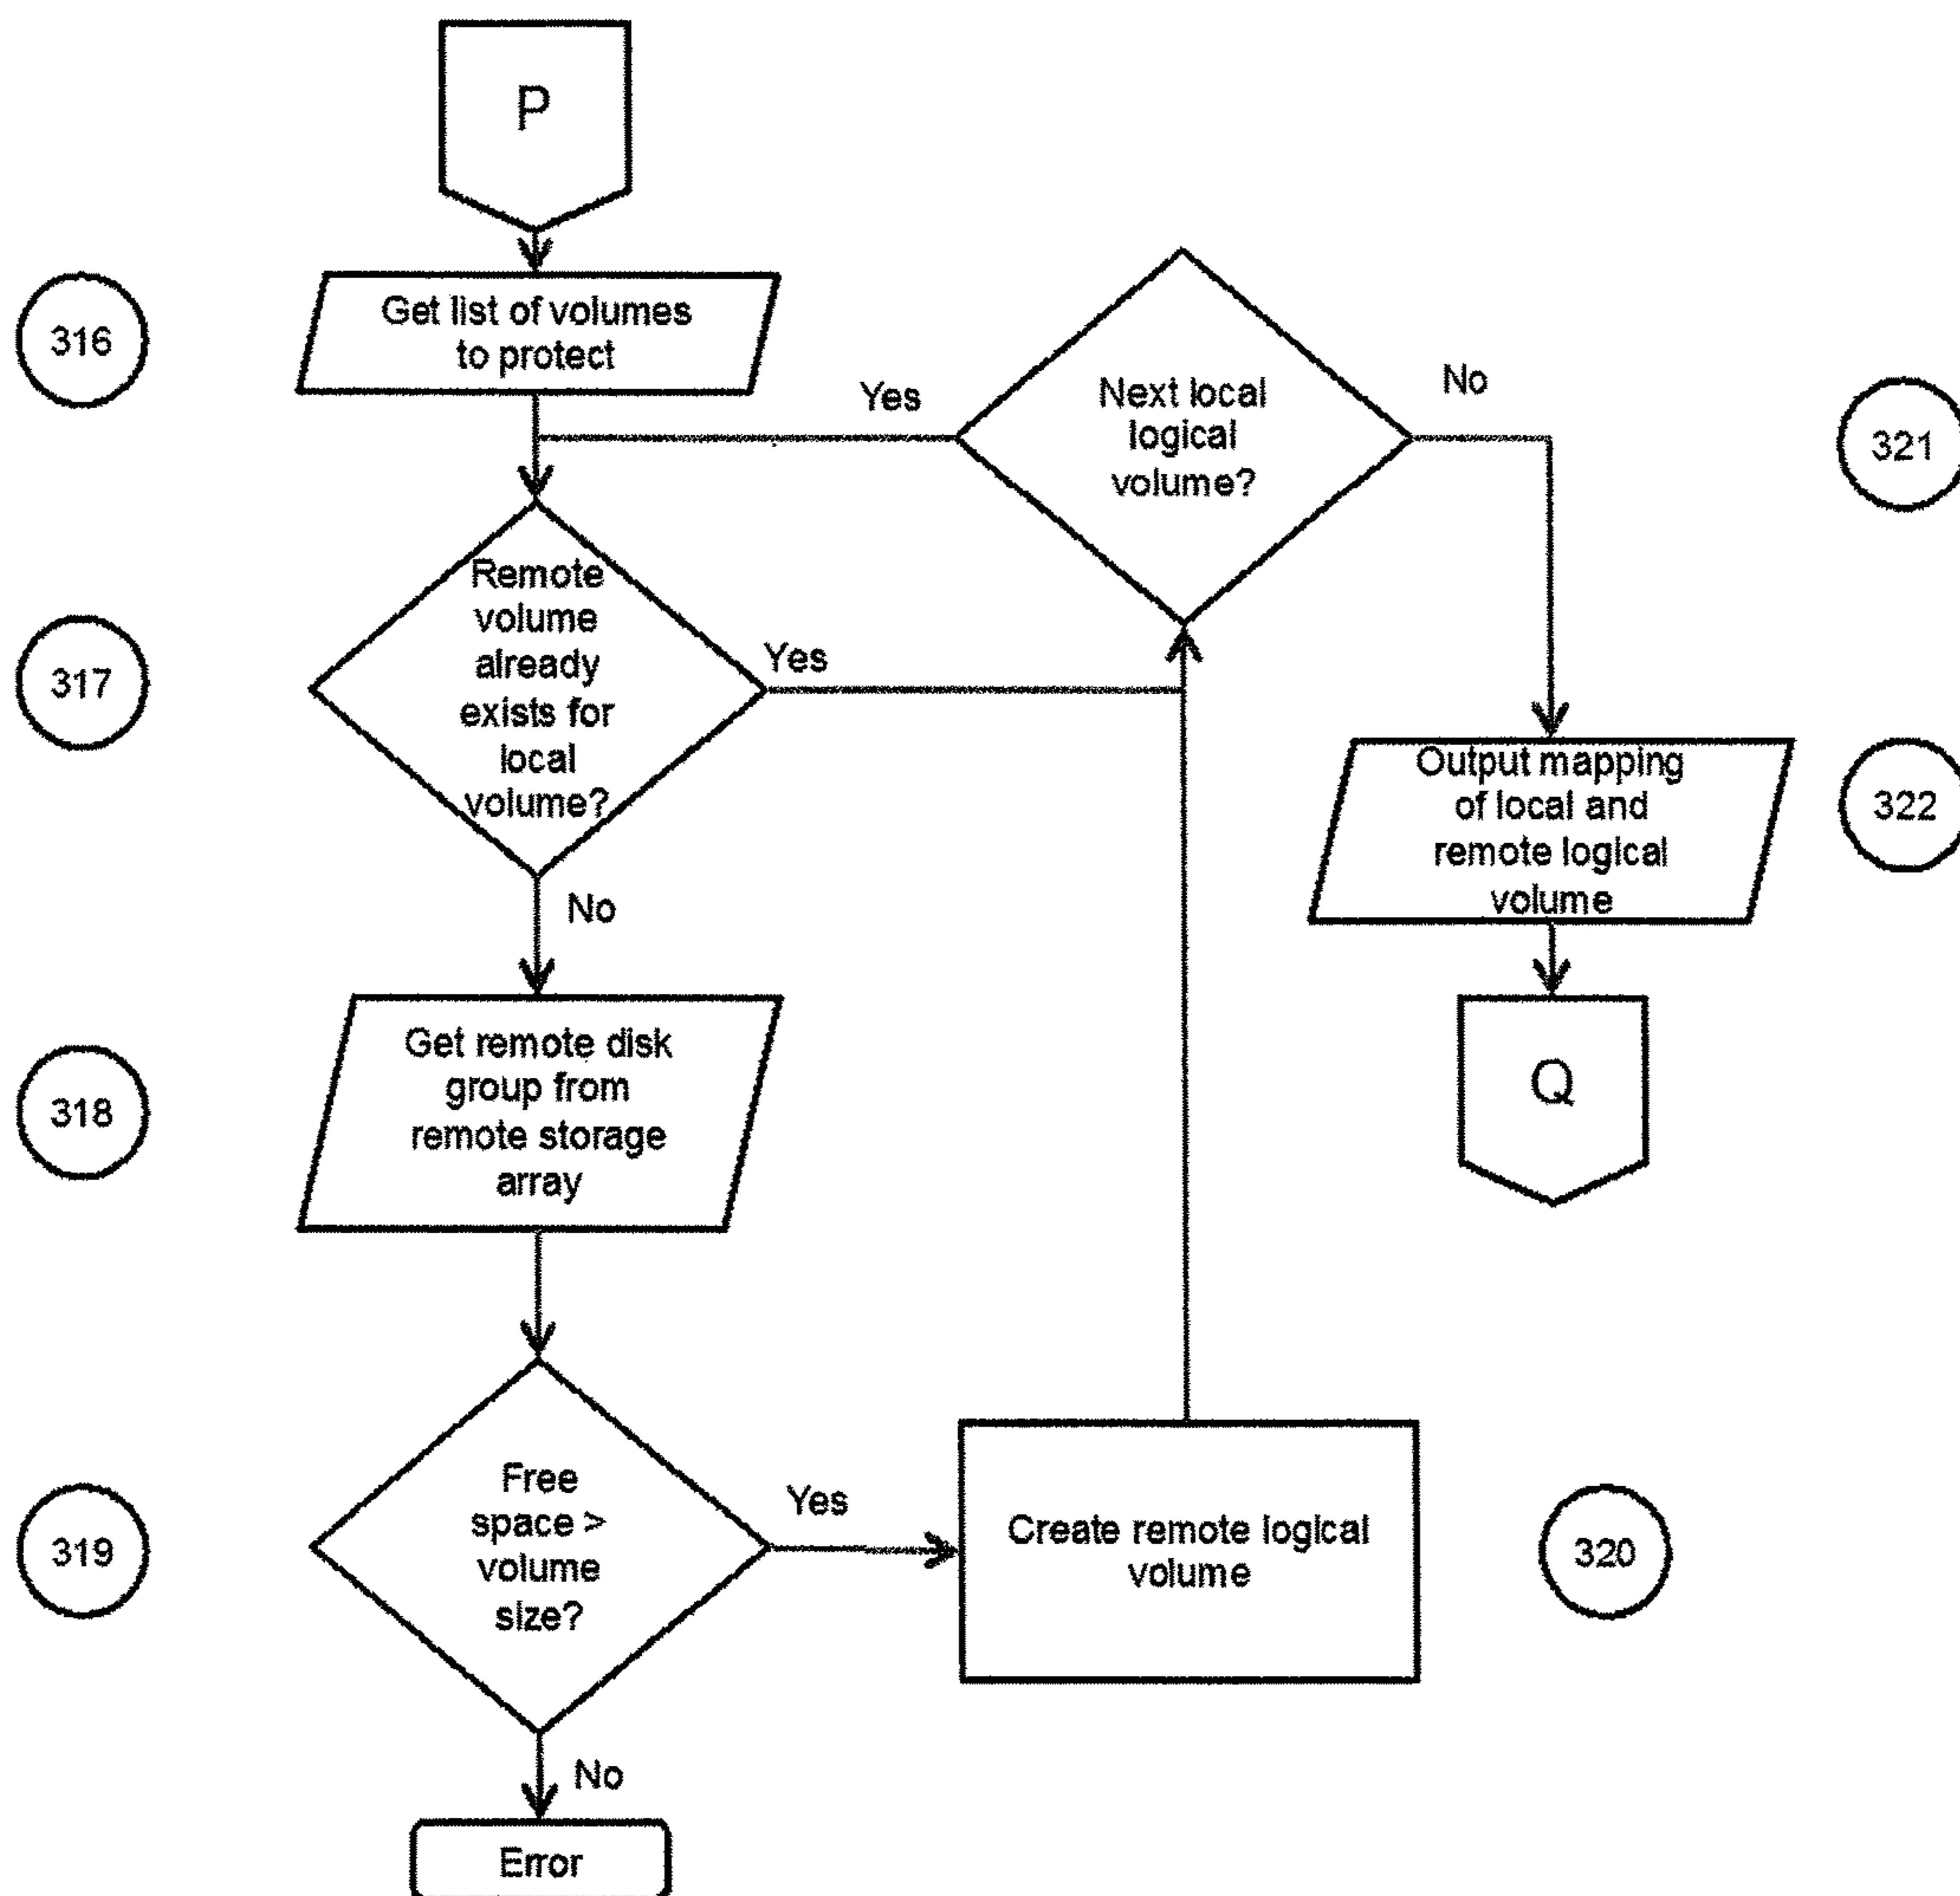 P
316
Get list of volumes
to protect
Yes
Next local
logical
volume?
No
321
317
Remote
volume
already
exists for
local
volume?
Yes
Output mapping
of local and
remote logical
volume
322
No
318
Get remote disk
group from
remote storage
array
Q
319
Free
space >
volume
size?
Yes
Create remote logical
volume
320
No
Error